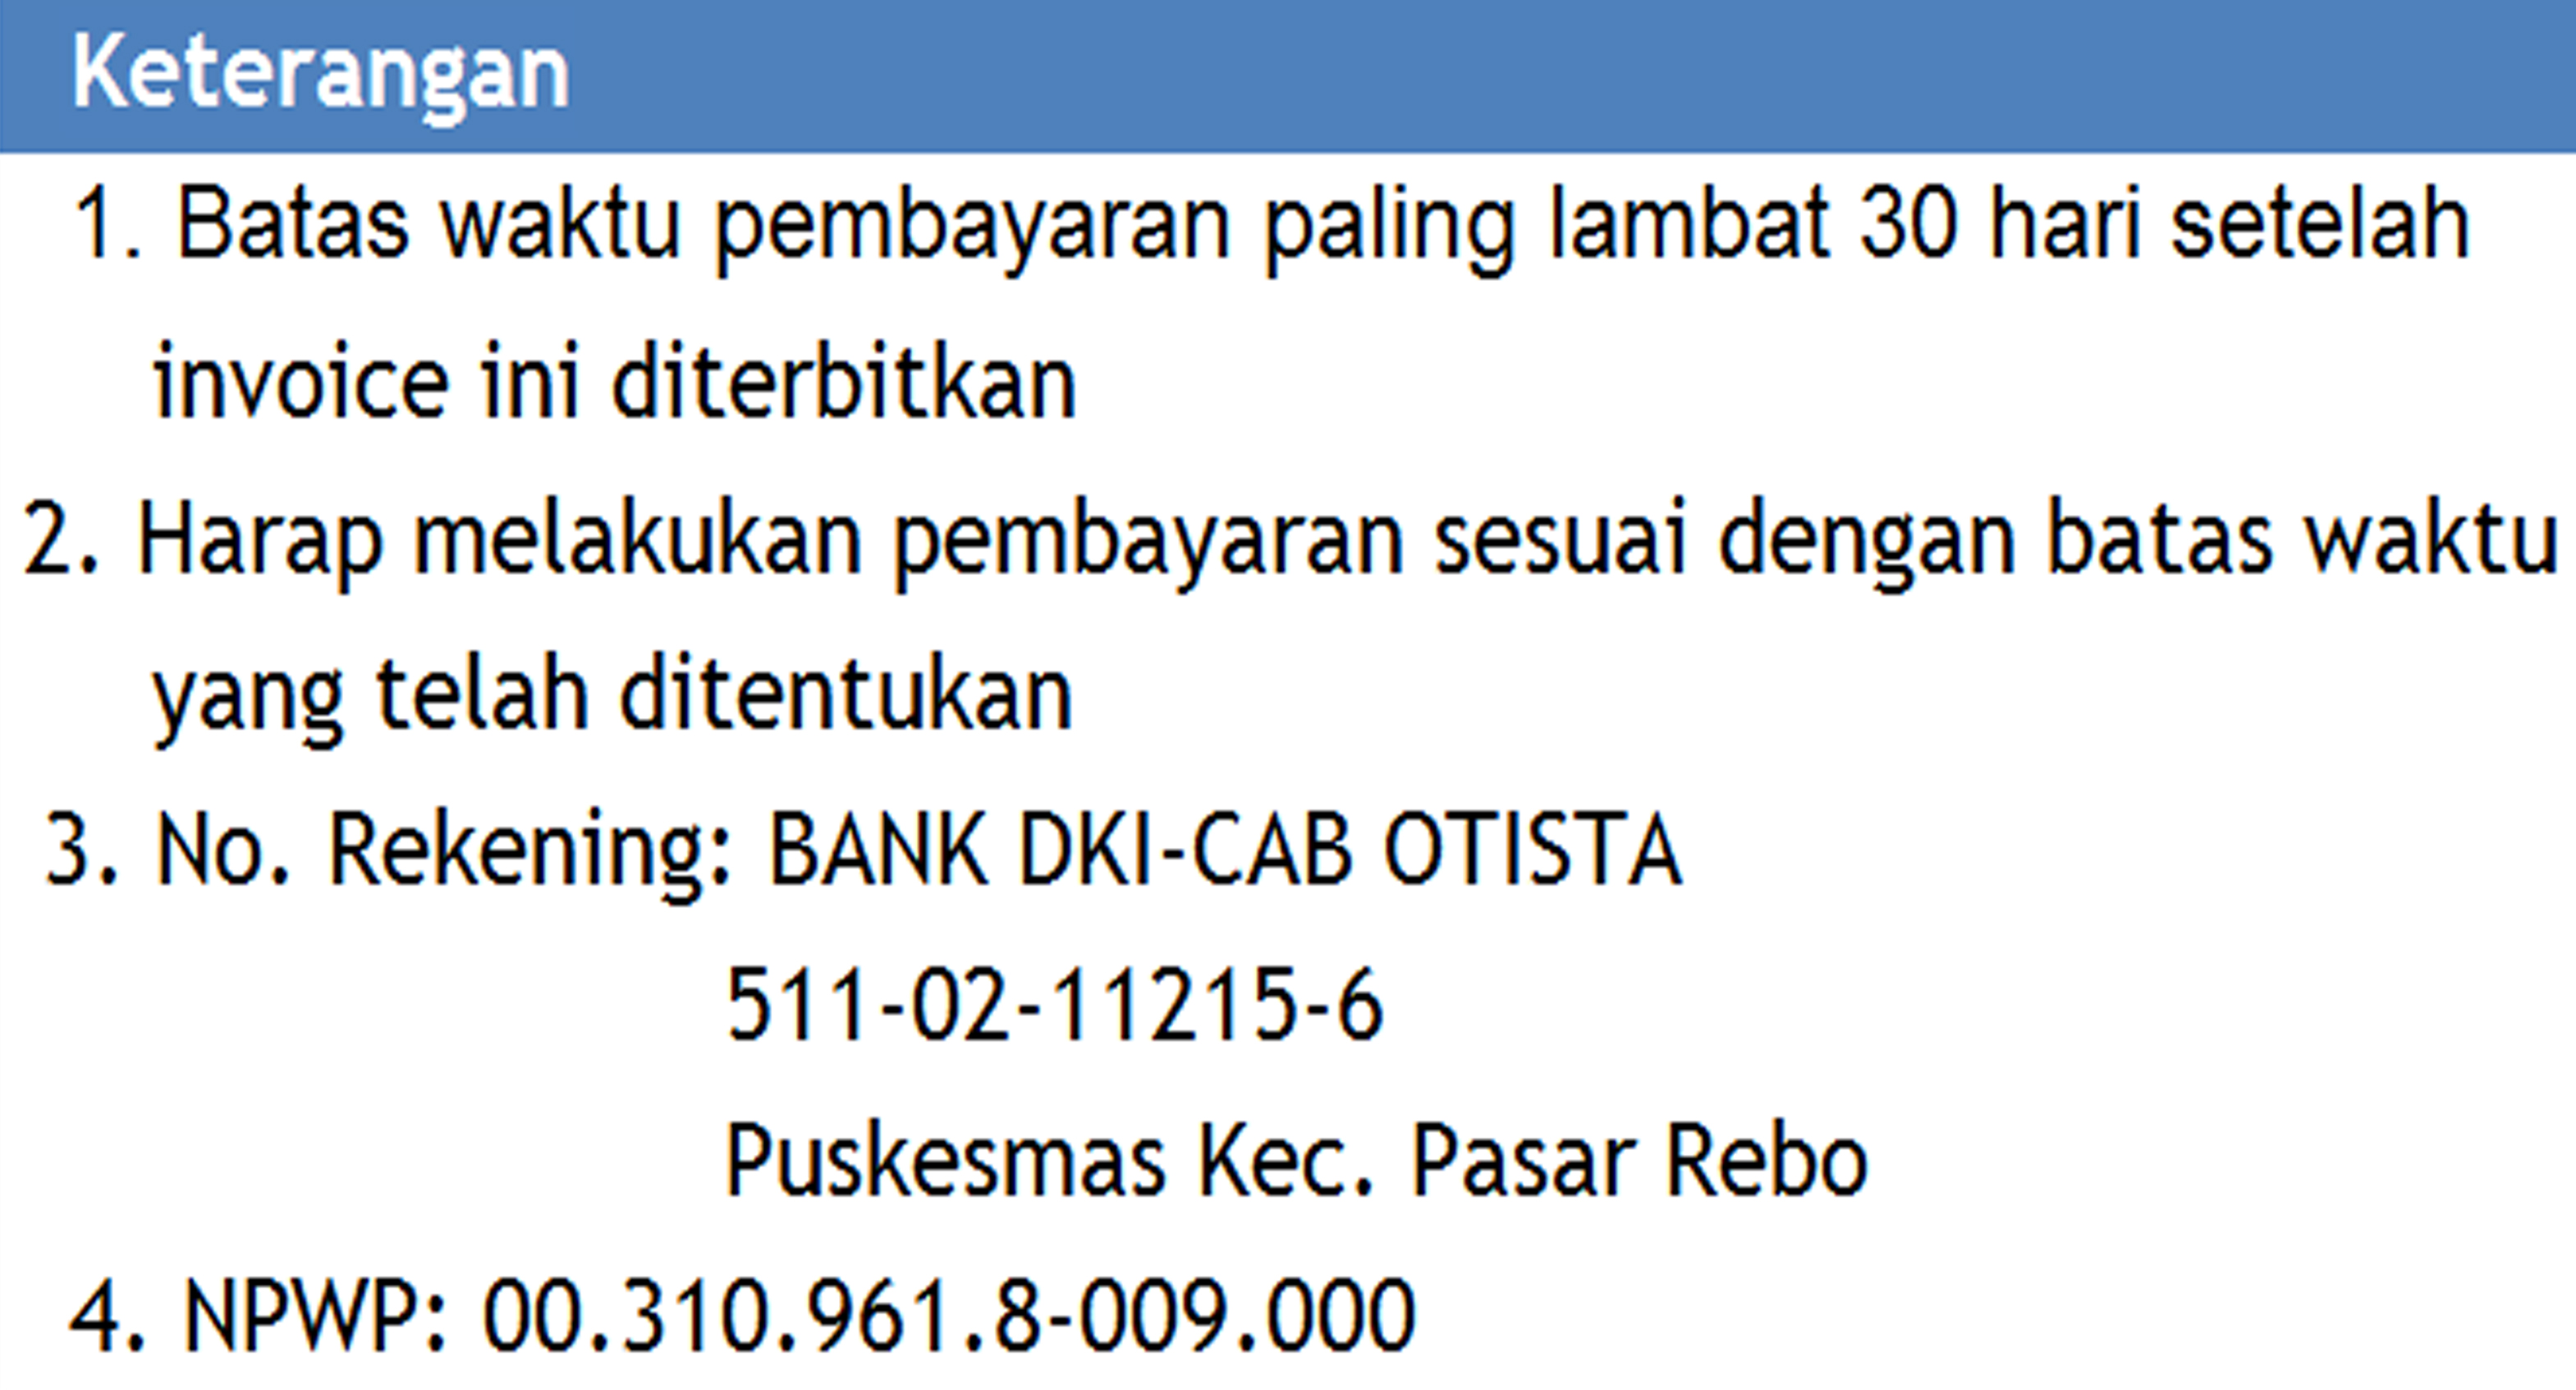 Keterangan
1. Batas waktu pembayaran paling lambat 30 hari setelah
invoice ini diterbitkan
2. Harap melakukan pembayaran sesuai dengan batas waktu
yang telah ditentukan
3. No. Rekening: BANK DKI-CAB OTISTA
511-02-11215-6
Puskesmas Kec. Pasar Rebo
4. NPWP: 00.310.961.8-009.000